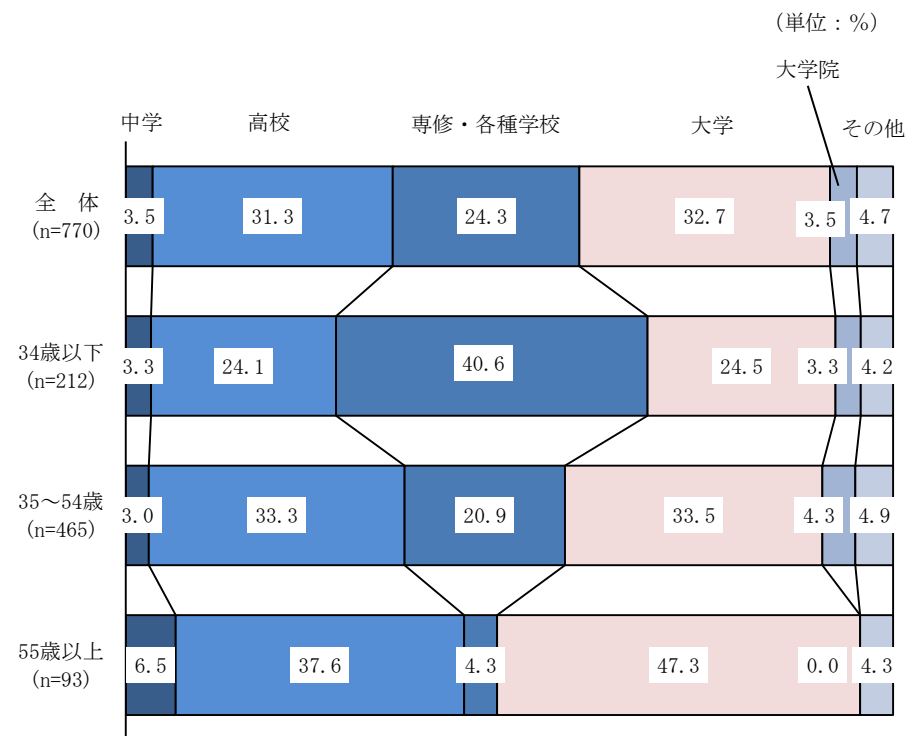 （単位：％）
大学院
中学 高校 専修・各種学校 大学 その他
全　体 3.5 31.3 24.3 32.7 3.5 4.7
(n=770)
34歳以下 3.3 24.1 40.6 24.5 3.3 4.2
(n=212)
35～54歳 3.0 33.3 20.9 33.5 4.3 4.9
(n=465)
55歳以上 6.5 37.6 4.3 47.3 0.0 4.3
(n=93)